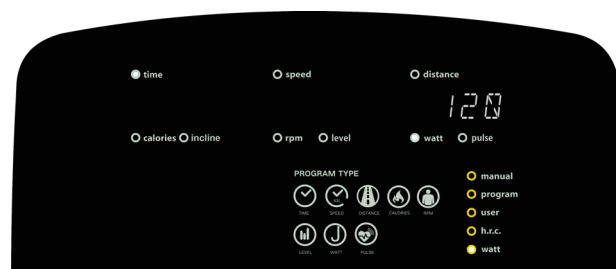 time speed distance
120
calories incline rpm level watt pulse
PROGRAM TYPE
manual
program
TIME SPEED DISTANCE CALORIES RPM
user
h.r.c.
LEVEL WATT PULSE
watt